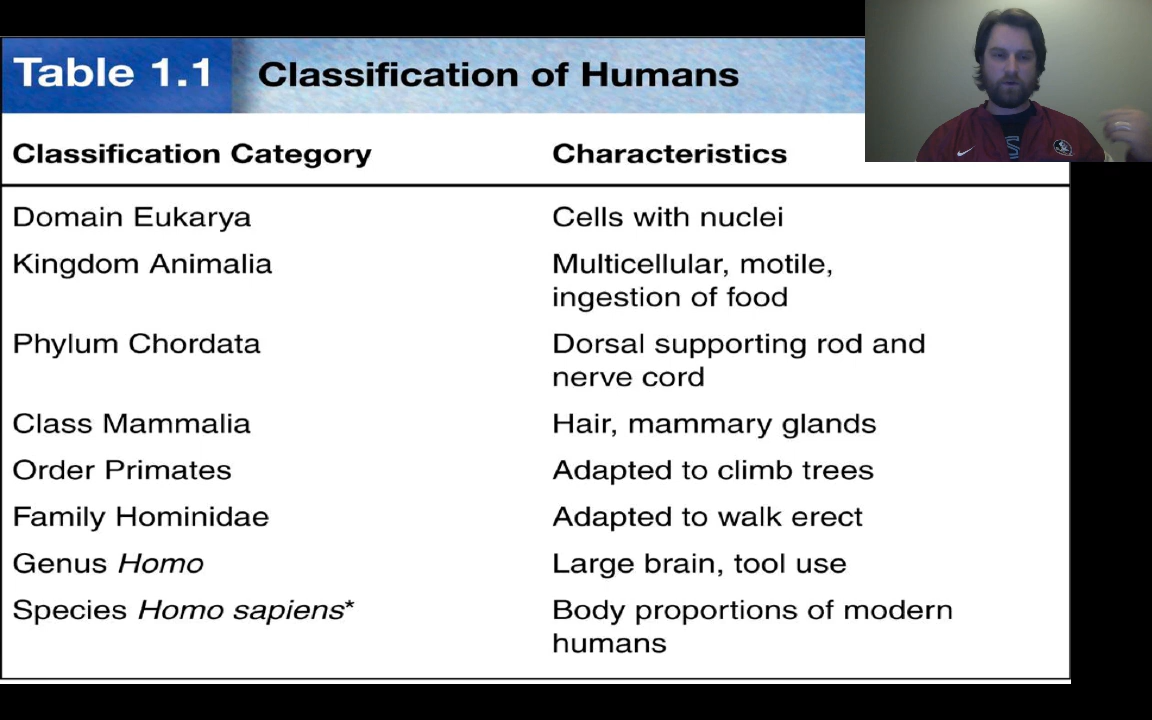 Table 1.1 Classification of Humans
Classification Category Characteristics
Domain Eukarya Cells with nuclei
Kingdom Animalia Multicellular, motile,
ingestion of food
Phylum Chordata Dorsal supporting rod and
nerve cord
Class Mammalia Hair, mammary glands
Order Primates Adapted to climb trees
Family Hominidae Adapted to walk erect
Genus Homo Large brain, tool use
Species Homo sapiens* Body proportions of modern
humans